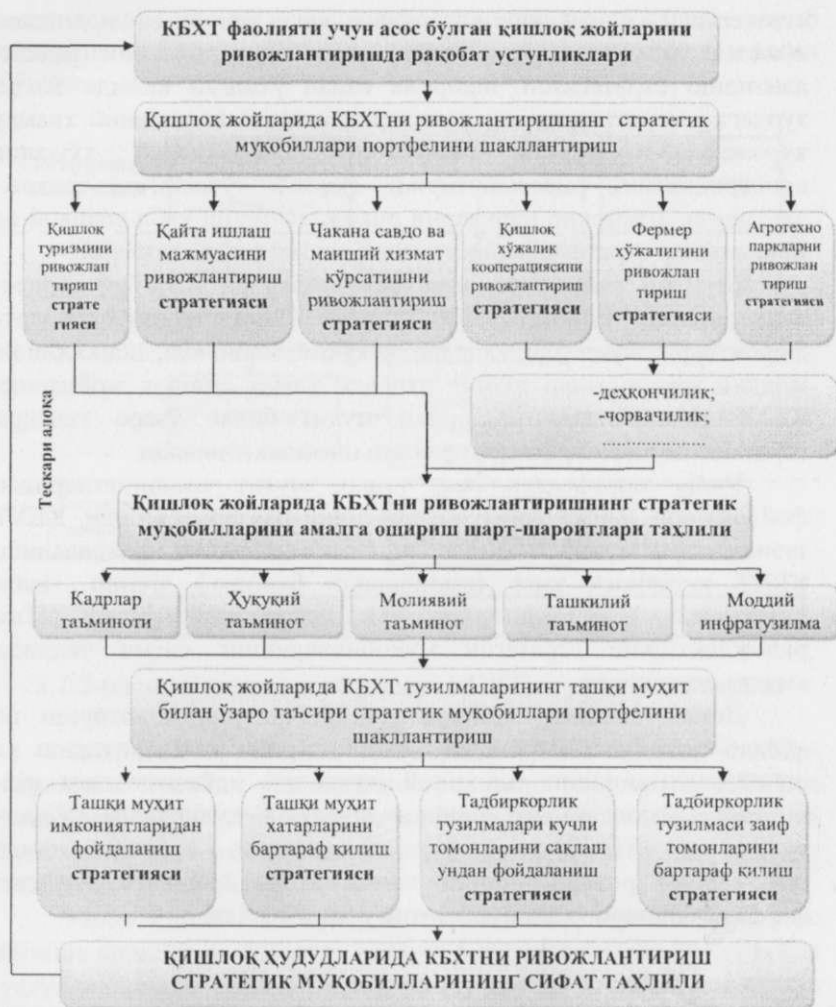 КБХТ фаолияти учун асос бўлган қишлоқ жойларини
ривожлантиришда рақобат устунликлари
Қишлоқ жойларида КБХТни ривожлантиришнинг стратегик
муқобиллари портфелини шакллантириш
Қишлоқ
туризмини
ривожлан
тириш
страте
гияси
Қайта ишлаш
мажмуасини
ривожлантириш
стратегияси
Чакана савдо ва
маиший хизмат
кўрсатишни
ривожлантириш
стратегияси
Қишлоқ
хўжалик
кооперациясини
ривожлантириш
стратегияси
Фермер
хўжалигини
ривожлан
тириш
стратегияси
Агротехно
паркларни
ривожлан
тириш
стратегияси
-деҳқончилик;
-чорвачилик;
........................
Тескари алоқа
Қишлоқ жойларида КБХТни ривожлантиришнинг стратегик
муқобилларини амалга ошириш шарт-шароитлари таҳлили
Кадрлар
таъминоти
Ҳуқуқий
таъминот
Молиявий
таъминот
Ташкилий
таъминот
Моддий
инфратузилма
Қишлоқ жойларида КБХТ тузилмаларининг ташқи муҳит
билан ўзаро таъсири стратегик муқобиллари портфелини
шакллантириш
Ташқи муҳит
имкониятларидан
фойдаланиш
стратегияси
Ташқи муҳит
хатарларини
бартараф қилиш
стратегияси
Тадбиркорлик
тузилмалари кучли
томонларини сақлаш
ундан фойдаланиш
стратегияси
Тадбиркорлик
тузилмаси заиф
томонларини
бартараф қилиш
стратегияси
ҚИШЛОҚ ҲУДУДЛАРИДА КБХТНИ РИВОЖЛАНТИРИШ
СТРАТЕГИК МУҚОБИЛЛАРИНИНГ СИФАТ ТАҲЛИЛИ